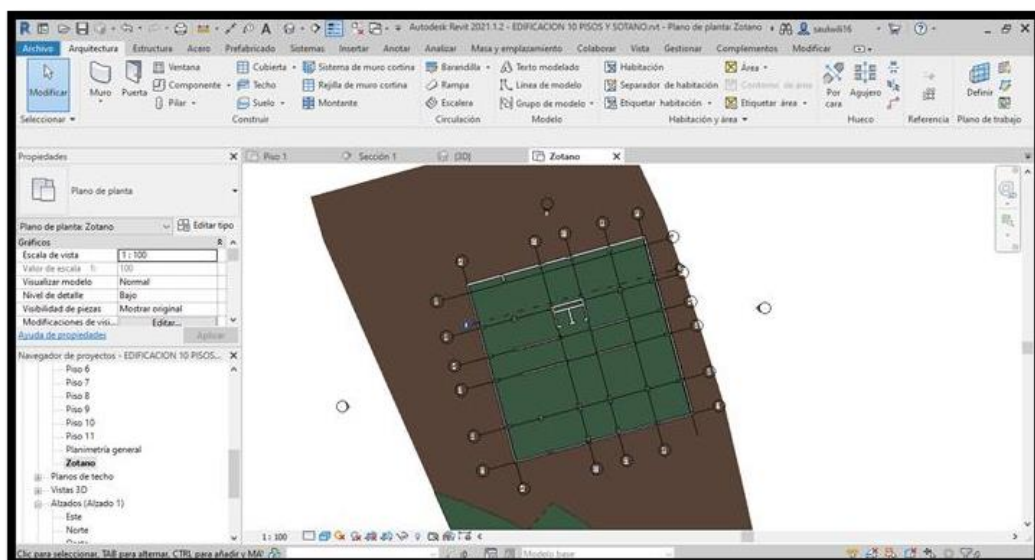 Autodesk Revit 2021.1.2 - EDIFICACION 10 PISOS Y SOTANO.rvt - Plano de planta: Zotano
Archivo Arquitectura Estructura Acero Prefabricado Sistemas Insertar Anotar Analizar Masa y emplazamiento Colaborar Vista Gestionar Complementos Modificar
Ventana Cubierta Sistema de muro cortina Barandilla Texto modelado Habitación Área
Modificar Muro Puerta Componente Techo Rejilla de muro cortina Rampa Línea de modelo Separador de habitación Por cara Agujero Definir
Pilar Suelo Montante Escalera Grupo de modelo Etiquetar habitación Etiquetar área
Seleccionar Construir Circulación Modelo Habitación y área Hueco Referencia Plano de trabajo
Propiedades X Piso 1 Sección 1 {3D} Zotano X
Plano de planta
Plano de planta: Zotano Editar tipo
Gráficos
Escala de vista 1 : 100
Valor de escala 1: 100
Visualizar modelo Normal
Nivel de detalle Bajo
Visibilidad de piezas Mostrar original
Modificaciones de visi... Editar...
Ayuda de propiedades Aplicar
Navegador de proyectos - EDIFICACION 10 PISOS... X
Piso 6
Piso 7
Piso 8
Piso 9
Piso 10
Piso 11
Planimetría general
Zotano
Planos de techo
Vistas 3D
Alzados (Alzado 1)
Este
Norte
1 : 100
Clic para seleccionar, TAB para alternar, CTRL para añadir y MAY Modelo base